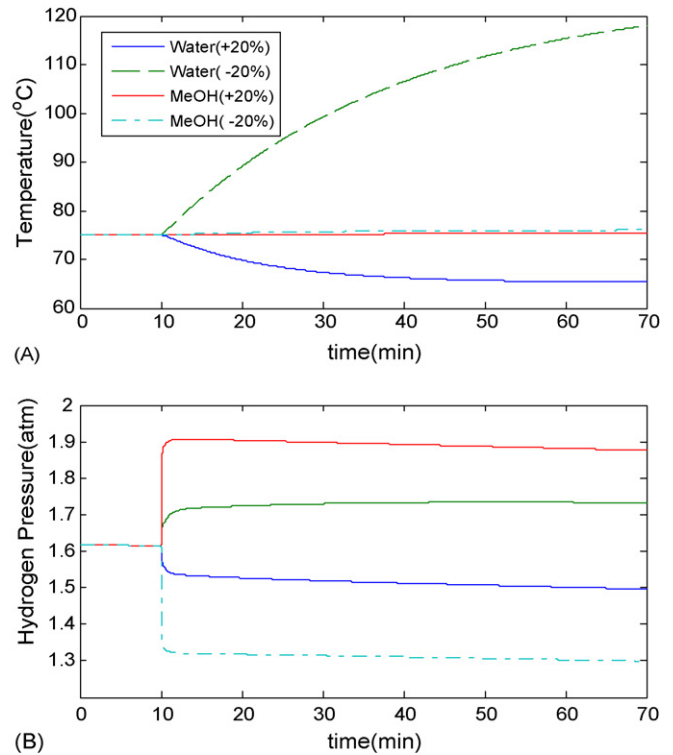 120
110
100
90
80
70
60
Temperature(°C)
Water(+20%)
Water( -20%)
MeOH(+20%)
MeOH( -20%)
0 10 20 30 40 50 60 70
(A)
time(min)
2
1.9
1.8
1.7
1.6
1.5
1.4
1.3
Hydrogen Pressure(atm)
0 10 20 30 40 50 60 70
(B)
time(min)